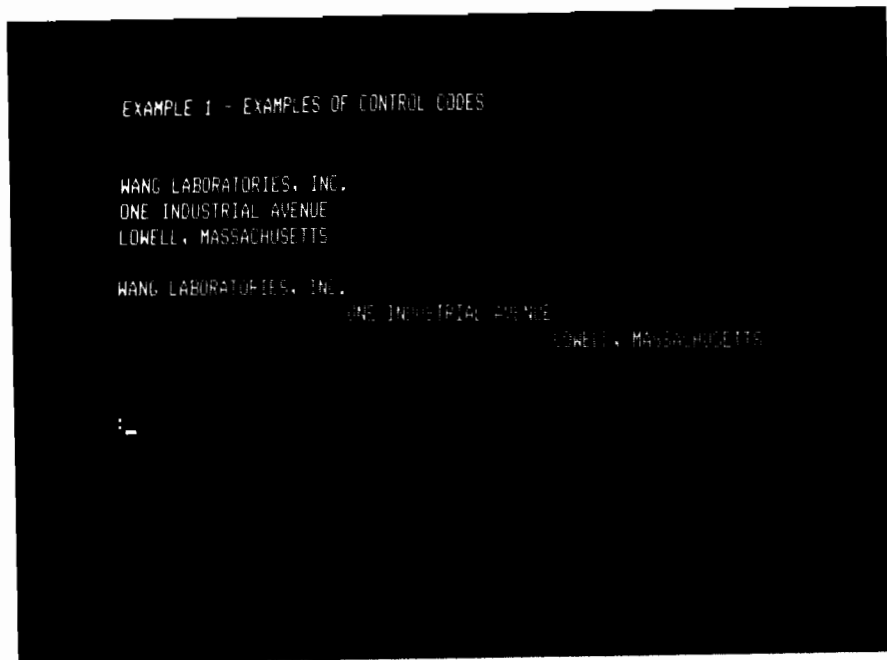 EXAMPLE 1 - EXAMPLES OF CONTROL CODES
WANG LABORATORIES, INC.
ONE INDUSTRIAL AVENUE
LOWELL, MASSACHUSETTS
WANG LABORATORIES, INC.
ONE INDUSTRIAL AVENUE
LOWELL, MASSACHUSETTS
:_